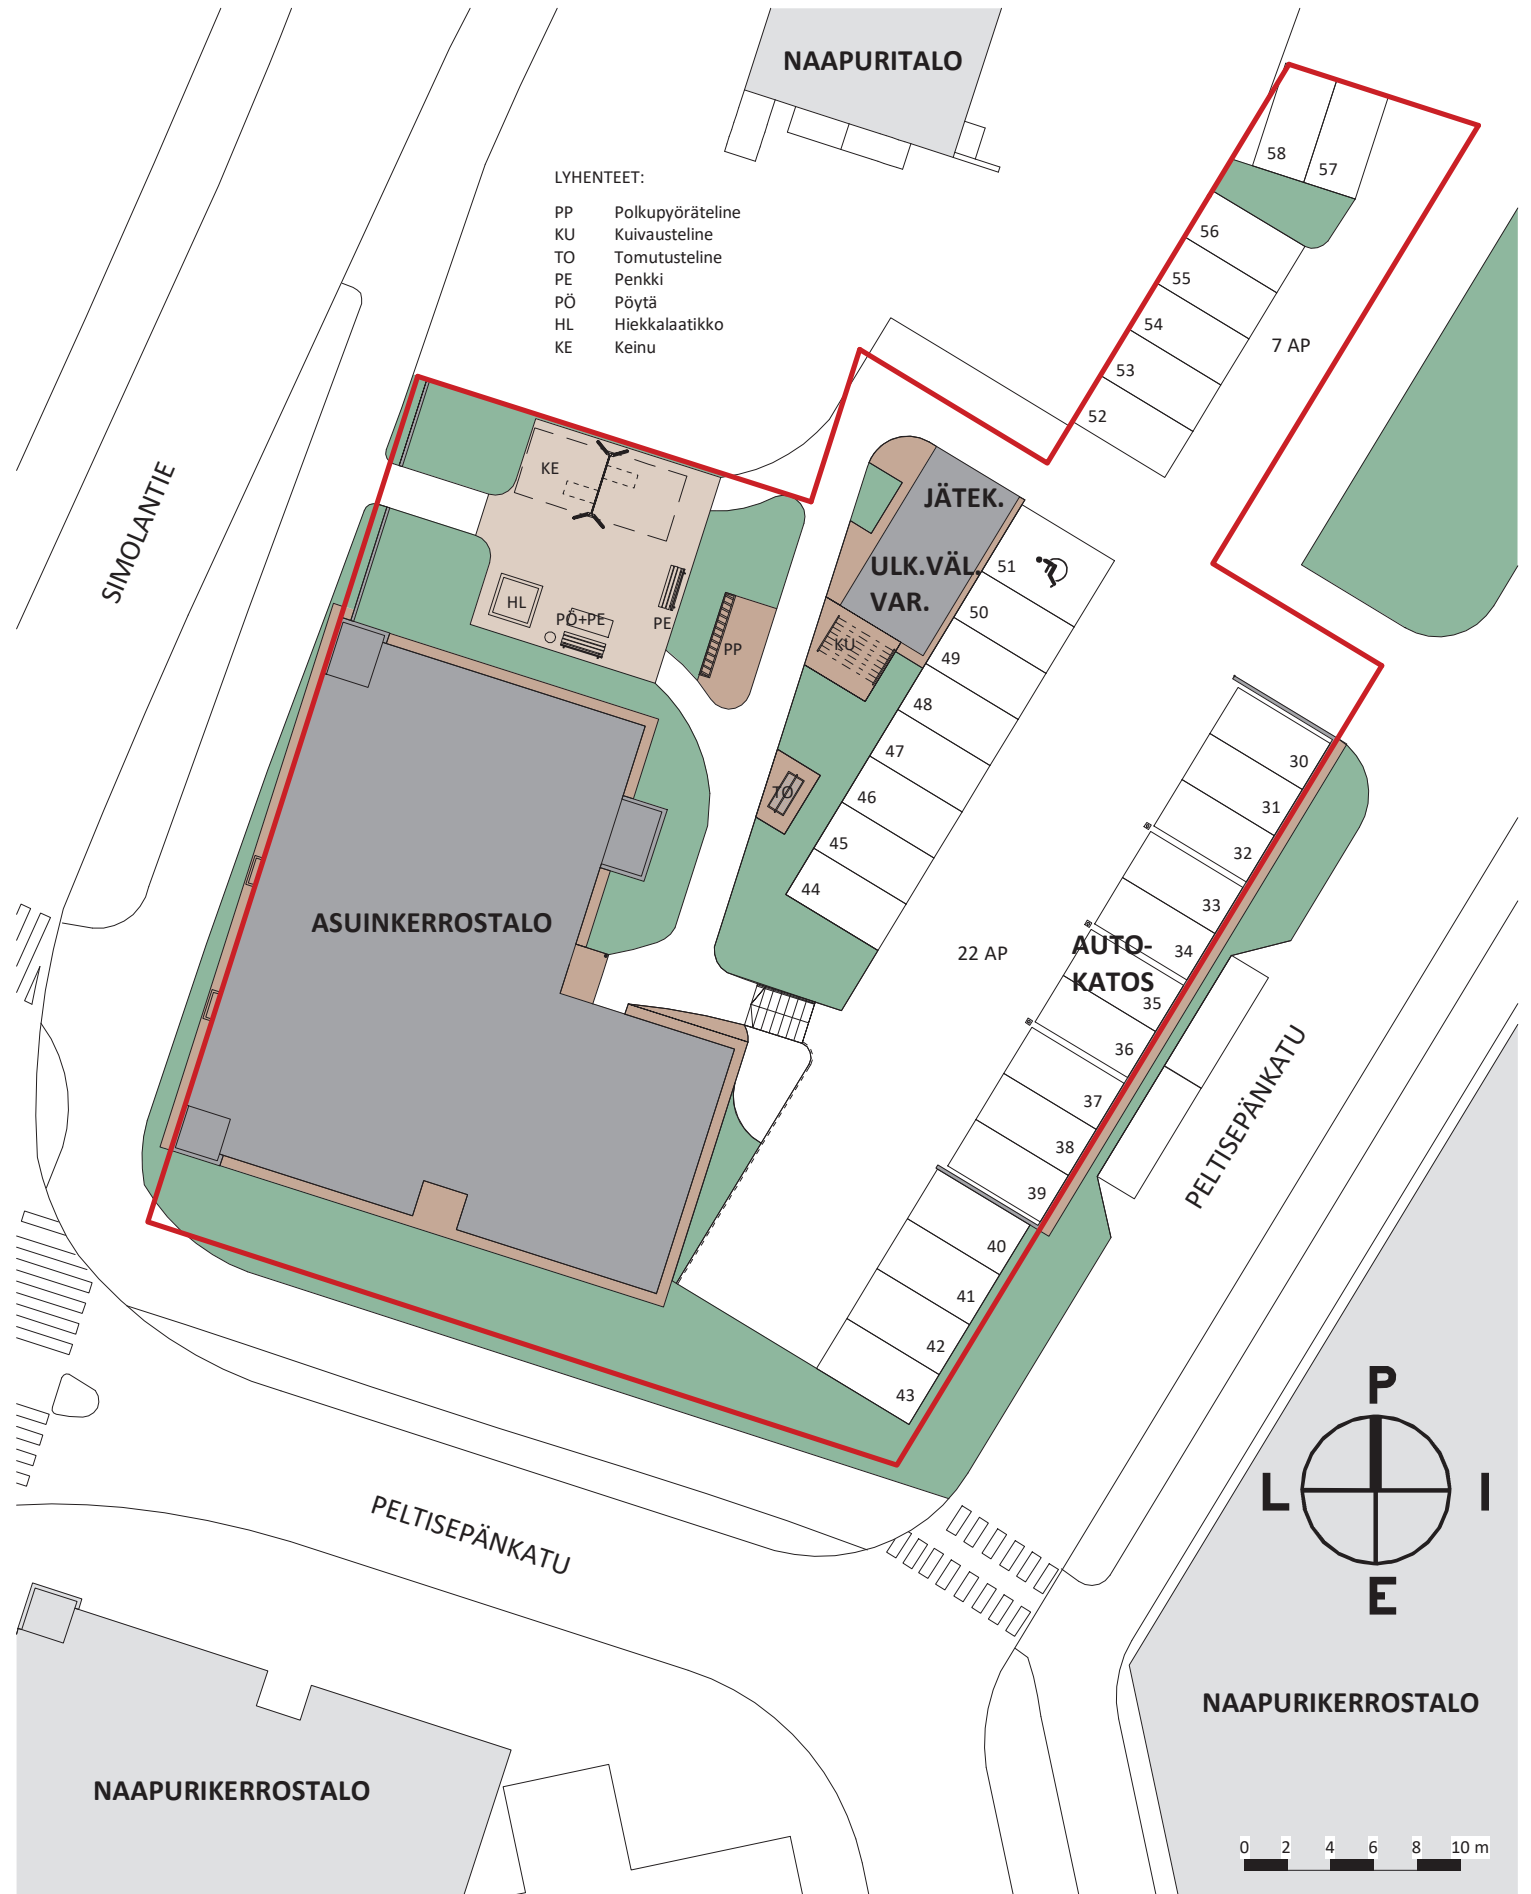 NAAPURITALO
LYHENTEET:
PP Polkupyöräteline
KU Kuivausteline
TO Tomutusteline
PE Penkki
PÖ Pöytä
HL Hiekkalaatikko
KE Keinu
58
57
56
55
54
53
52
7 AP
SIMOLANTIE
KE
HL
PÖ+PE
PE
PP
JÄTEK.
ULK.VÄL.
VAR.
KU
TO
51
50
49
48
47
46
45
44
ASUINKERROSTALO
22 AP
AUTO-
KATOS
30
31
32
33
34
35
36
37
38
39
40
41
42
43
PELTISEPÄNKATU
PELTISEPÄNKATU
P
L
I
E
NAAPURIKERROSTALO
NAAPURIKERROSTALO
0 2 4 6 8 10 m